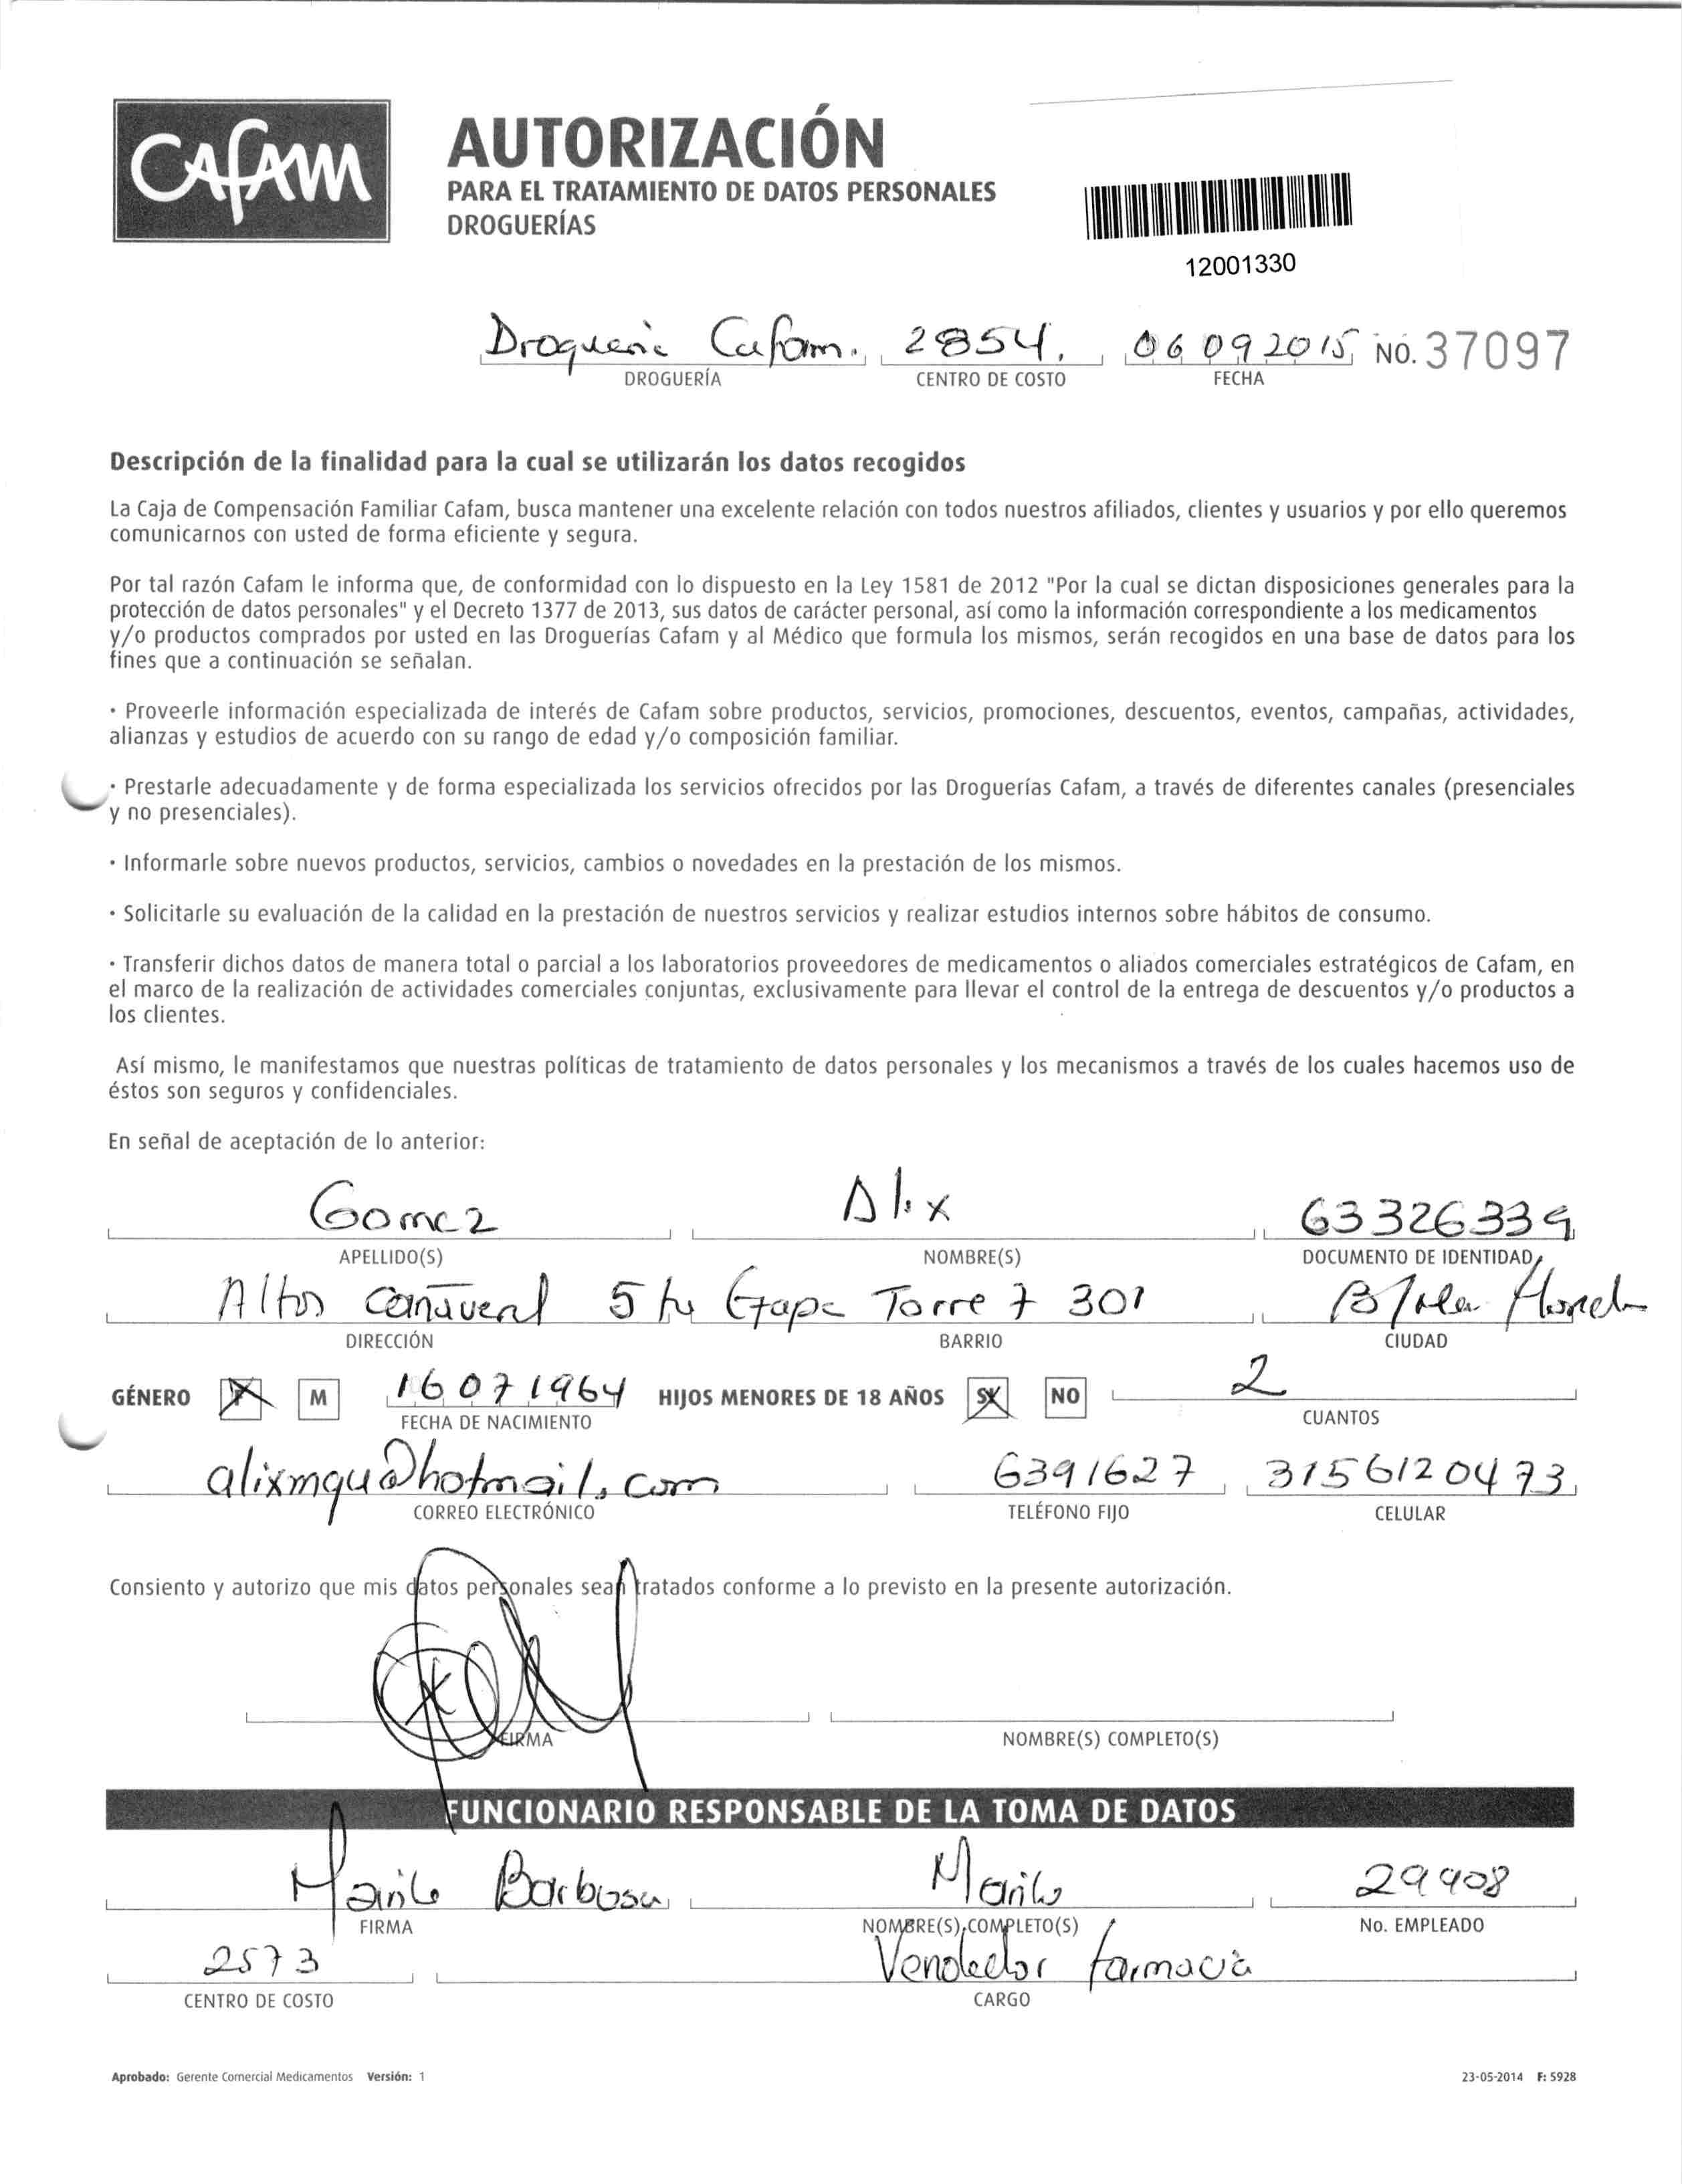 Cafam
AUTORIZACIÓN
PARA EL TRATAMIENTO DE DATOS PERSONALES
DROGUERÍAS
12001330
Drogueria Cafam. 2854. 06 09 2015 NO. 37097
DROGUERÍA CENTRO DE COSTO FECHA
Descripción de la finalidad para la cual se utilizarán los datos recogidos
La Caja de Compensación Familiar Cafam, busca mantener una excelente relación con todos nuestros afiliados, clientes y usuarios y por ello queremos
comunicarnos con usted de forma eficiente y segura.
Por tal razón Cafam le informa que, de conformidad con lo dispuesto en la Ley 1581 de 2012 "Por la cual se dictan disposiciones generales para la
protección de datos personales" y el Decreto 1377 de 2013, sus datos de carácter personal, así como la información correspondiente a los medicamentos
y/o productos comprados por usted en las Droguerías Cafam y al Médico que formula los mismos, serán recogidos en una base de datos para los
fines que a continuación se señalan.
· Proveerle información especializada de interés de Cafam sobre productos, servicios, promociones, descuentos, eventos, campañas, actividades,
alianzas y estudios de acuerdo con su rango de edad y/o composición familiar.
· Prestarle adecuadamente y de forma especializada los servicios ofrecidos por las Droguerías Cafam, a través de diferentes canales (presenciales
y no presenciales).
· Informarle sobre nuevos productos, servicios, cambios o novedades en la prestación de los mismos.
· Solicitarle su evaluación de la calidad en la prestación de nuestros servicios y realizar estudios internos sobre hábitos de consumo.
· Transferir dichos datos de manera total o parcial a los laboratorios proveedores de medicamentos o aliados comerciales estratégicos de Cafam, en
el marco de la realización de actividades comerciales conjuntas, exclusivamente para llevar el control de la entrega de descuentos y/o productos a
los clientes.
Así mismo, le manifestamos que nuestras políticas de tratamiento de datos personales y los mecanismos a través de los cuales hacemos uso de
éstos son seguros y confidenciales.
En señal de aceptación de lo anterior:
Gomez Alix 63326339
APELLIDO(S) NOMBRE(S) DOCUMENTO DE IDENTIDAD
Altos Cañaveral 5 ta Etapa Torre 7 301
DIRECCIÓN BARRIO CIUDAD
GÉNERO F M 16 07 1964 HIJOS MENORES DE 18 AÑOS SI NO 2
FECHA DE NACIMIENTO CUANTOS
alixmgu@hotmail.com 6391627 3156120473
CORREO ELECTRÓNICO TELÉFONO FIJO CELULAR
Consiento y autorizo que mis datos personales sean tratados conforme a lo previsto en la presente autorización.
FIRMA NOMBRE(S) COMPLETO(S)
FUNCIONARIO RESPONSABLE DE LA TOMA DE DATOS
Barbosa 29908
FIRMA NOMBRE(S) COMPLETO(S) No. EMPLEADO
2573 Vendedor farmacia
CENTRO DE COSTO CARGO
Aprobado: Gerente Comercial Medicamentos Versión: 1 23-05-2014 F: 5928